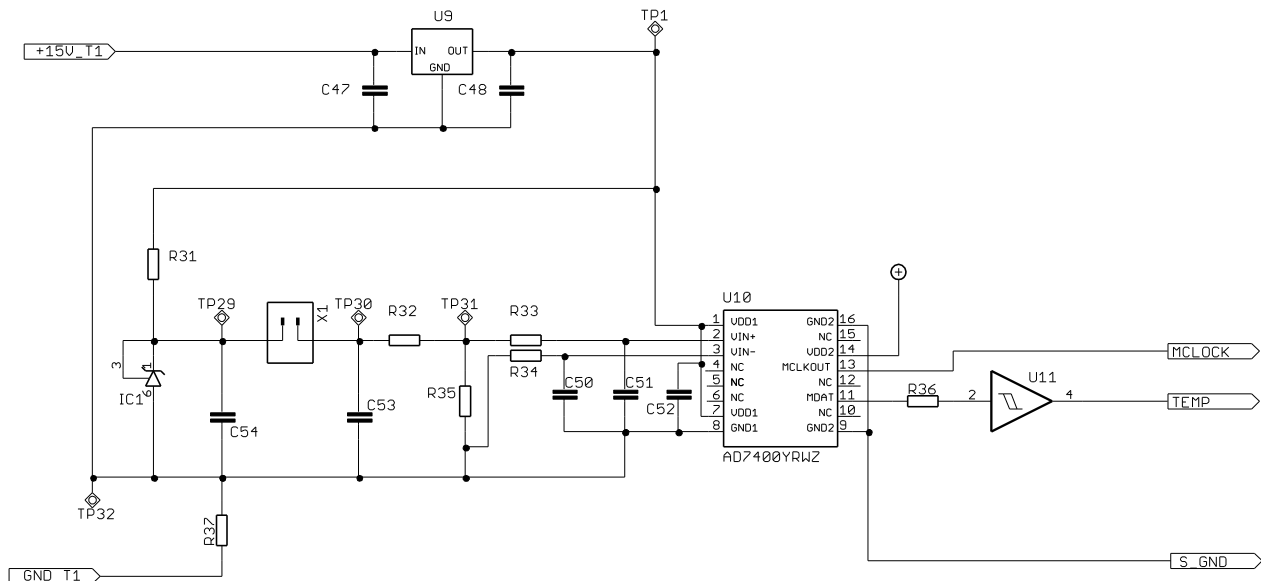 U9
TP1
+15V_T1
IN OUT
GND
C47
C48
R31
TP29
X1
TP30
R32
TP31
R33
U10
1 VDD1 GND2 16
2 VIN+ NC 15
3 VIN- VDD2 14
4 NC MCLKOUT 13
5 NC NC 12
6 NC MDAT 11
7 VDD1 NC 10
8 GND1 GND2 9
AD7400YRWZ
MCLOCK
3
1
6
IC1
R34
C50
C51
C52
R35
C53
C54
R36
2
U11
4
TEMP
TP32
R37
GND_T1
S_GND